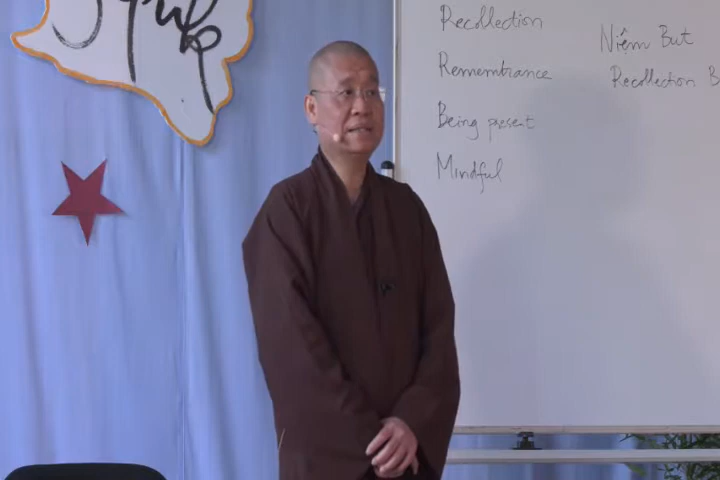 Recollection
Remembrance
Being present
Mindful
Niệm But
Recollection B